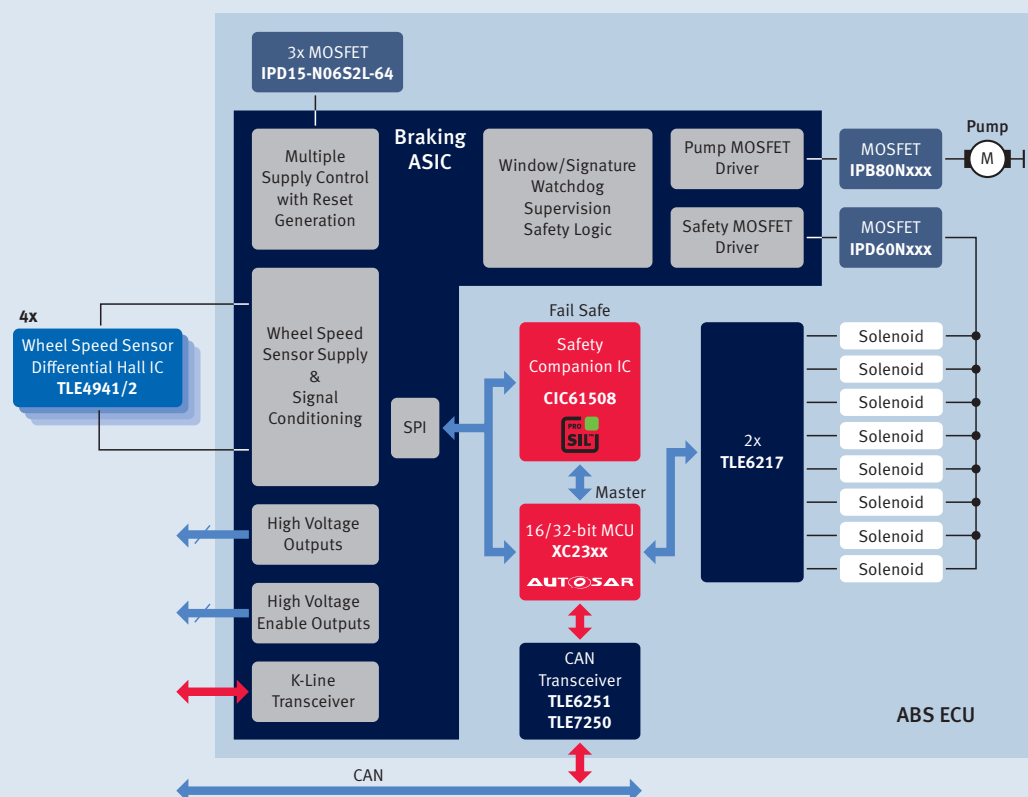 3x MOSFET
IPD15-N06S2L-64
Braking
ASIC
Multiple
Supply Control
with Reset
Generation
Window/Signature
Watchdog
Supervision
Safety Logic
Pump MOSFET
Driver
MOSFET
IPB80Nxxx
Pump
M
Safety MOSFET
Driver
MOSFET
IPD60Nxxx
4x
Wheel Speed Sensor
Differential Hall IC
TLE4941/2
Wheel Speed
Sensor Supply
&
Signal
Conditioning
SPI
Fail Safe
Safety
Companion IC
CIC61508
PRO
SIL™
Master
16/32-bit MCU
XC23xx
AUTOSAR
2x
TLE6217
Solenoid
Solenoid
Solenoid
Solenoid
Solenoid
Solenoid
Solenoid
Solenoid
High Voltage
Outputs
High Voltage
Enable Outputs
K-Line
Transceiver
CAN
Transceiver
TLE6251
TLE7250
ABS ECU
CAN